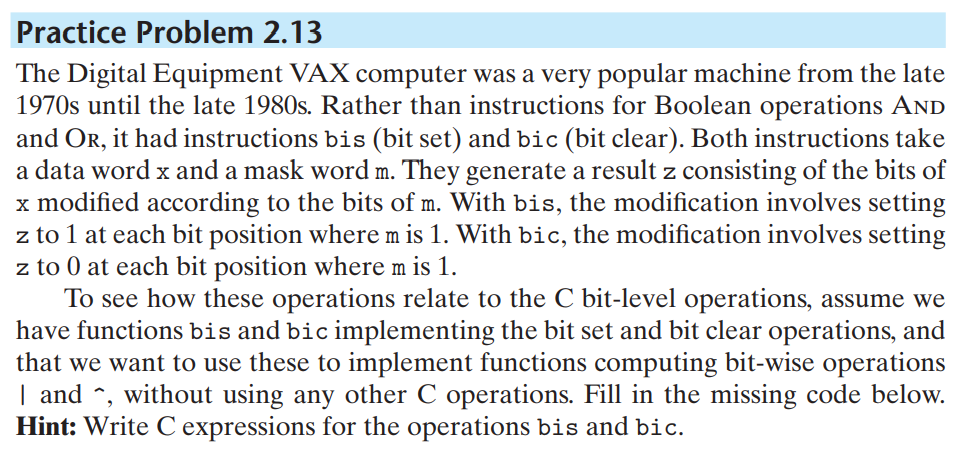 Practice Problem 2.13
The Digital Equipment VAX computer was a very popular machine from the late
1970s until the late 1980s. Rather than instructions for Boolean operations AND
and OR, it had instructions bis (bit set) and bic (bit clear). Both instructions take
a data word x and a mask word m. They generate a result z consisting of the bits of
x modified according to the bits of m. With bis, the modification involves setting
z to 1 at each bit position where m is 1. With bic, the modification involves setting
z to 0 at each bit position where m is 1.
To see how these operations relate to the C bit-level operations, assume we
have functions bis and bic implementing the bit set and bit clear operations, and
that we want to use these to implement functions computing bit-wise operations
| and ^, without using any other C operations. Fill in the missing code below.
Hint: Write C expressions for the operations bis and bic.